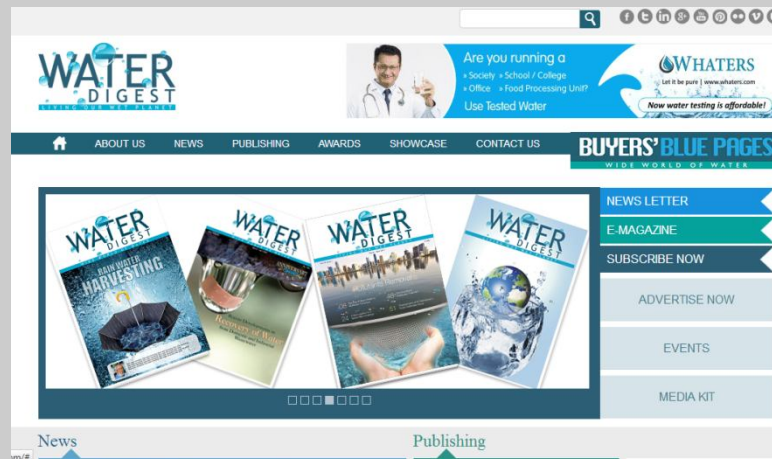 WATER
DIGEST
LIVING OUR WET PLANET
Are you running a
» Society » School / College
» Office » Food Processing Unit?
Use Tested Water
WHATERS
Let it be pure | www.whaters.com
Now water testing is affordable!
ABOUT US
NEWS
PUBLISHING
AWARDS
SHOWCASE
CONTACT US
BUYERS' BLUE PAGES
WIDE WORLD OF WATER
WATER
DIGEST
RAIN WATER
HARVESTING
WATER
DIGEST
Recovery of Water
WATER
DIGEST
WATER
DIGEST
NEWS LETTER
E-MAGAZINE
SUBSCRIBE NOW
ADVERTISE NOW
EVENTS
MEDIA KIT
News
Publishing